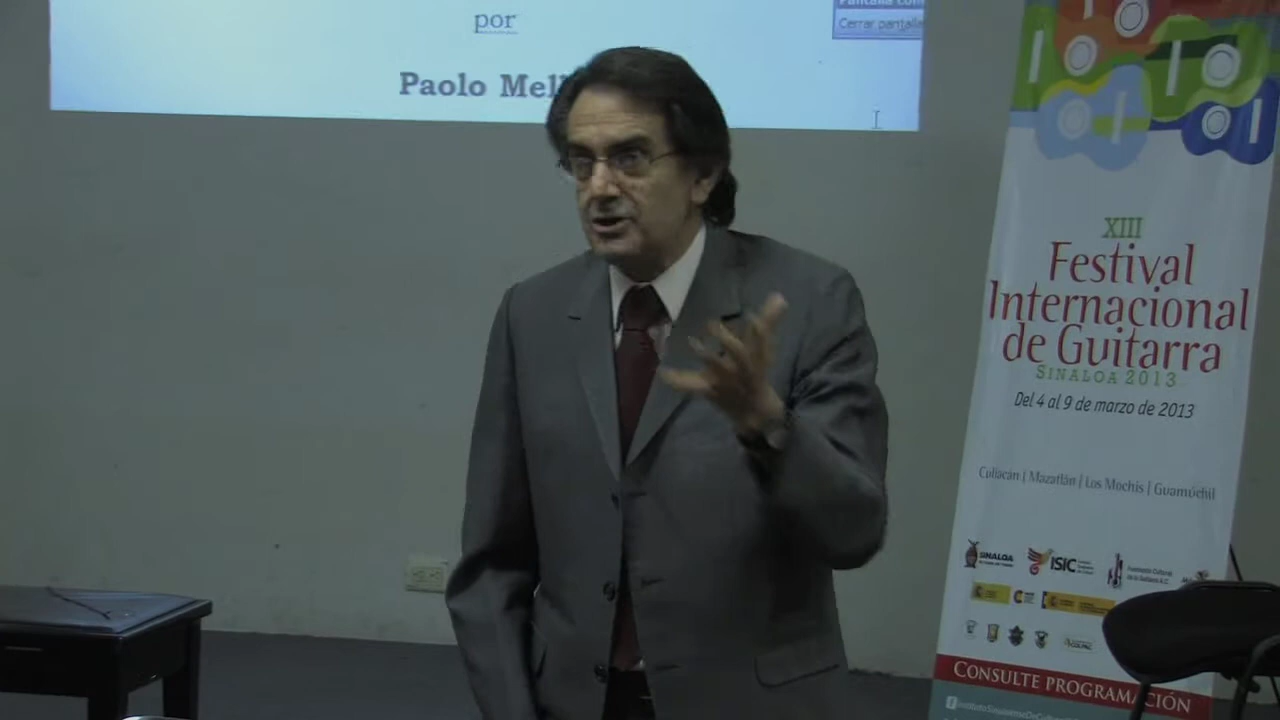 por
Paolo Mel
Cerrar pantalla
XIII
Festival
Internacional
de Guitarra
SINALOA 2013
Del 4 al 9 de marzo de 2013
Culiacán | Mazatlán | Los Mochis | Guamúchil
SINALOA
ISIC
CONSULTE PROGRAMACIÓN